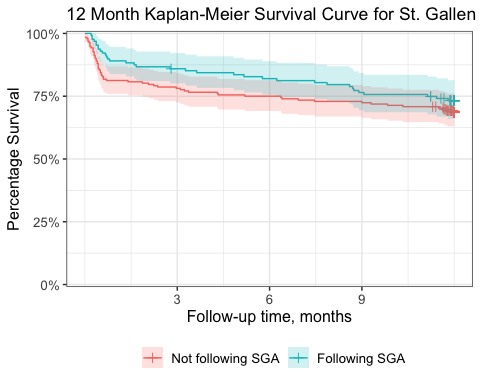 12 Month Kaplan-Meier Survival Curve for St. Gallen
100%
75%
50%
25%
0%
Percentage Survival
3 6 9
Follow-up time, months
Not following SGA Following SGA